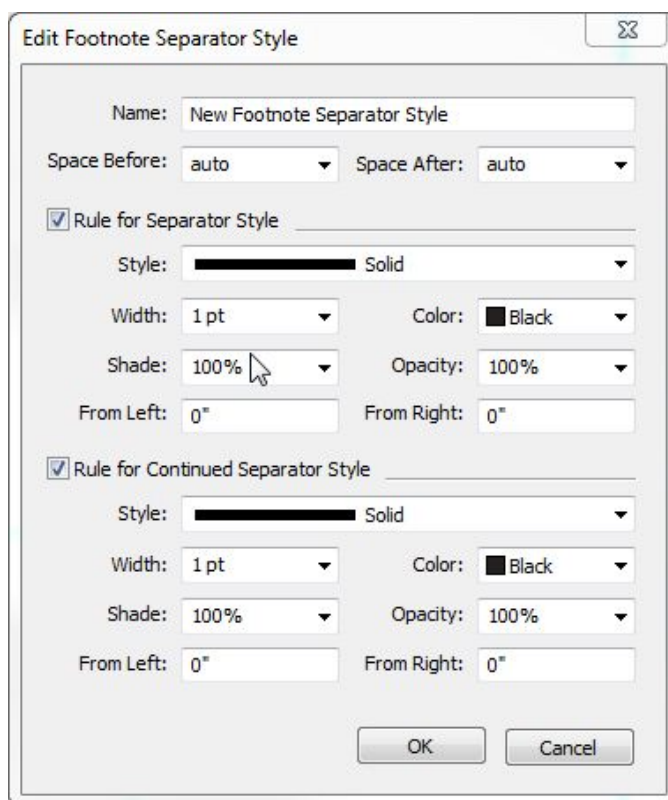 Edit Footnote Separator Style
Name: New Footnote Separator Style
Space Before: auto Space After: auto
Rule for Separator Style
Style: Solid
Width: 1 pt Color: Black
Shade: 100% Opacity: 100%
From Left: 0" From Right: 0"
Rule for Continued Separator Style
Style: Solid
Width: 1 pt Color: Black
Shade: 100% Opacity: 100%
From Left: 0" From Right: 0"
OK Cancel